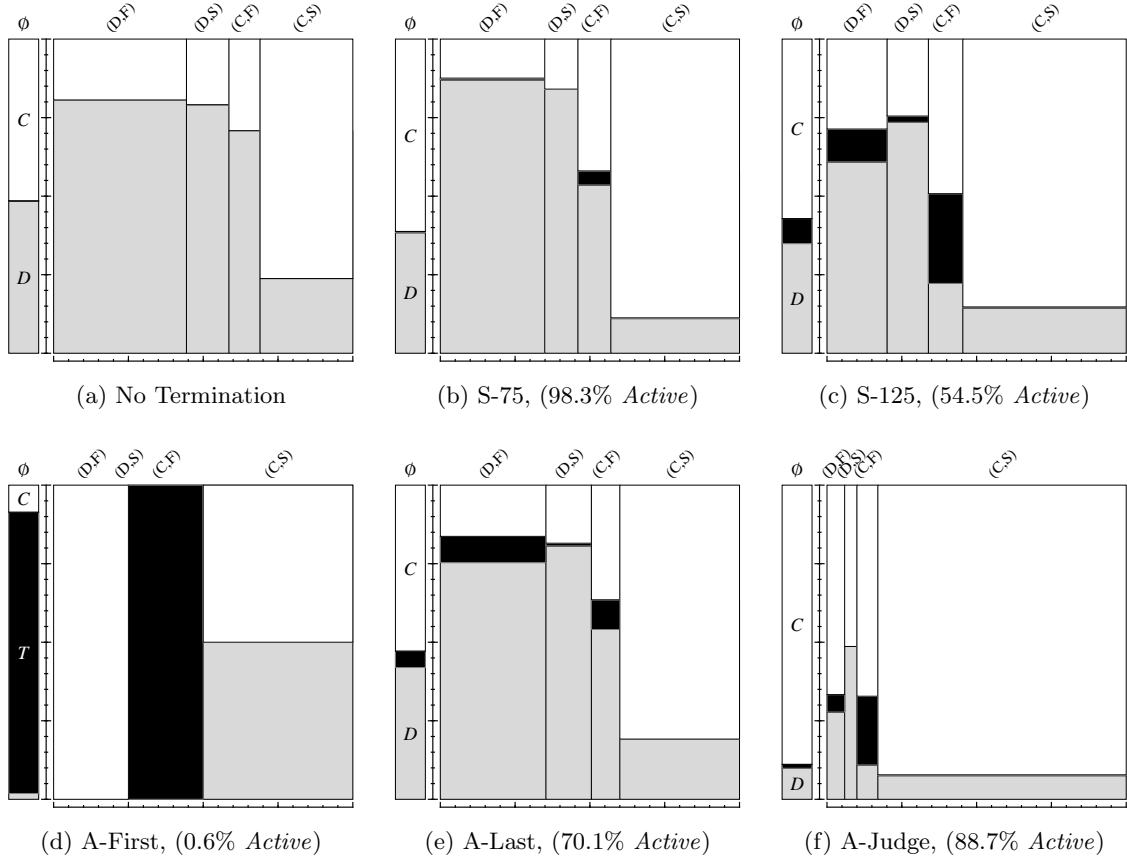 ϕ (D,F) (D,S) (C,F) (C,S) ϕ (D,F) (D,S) (C,F) (C,S) ϕ (D,F) (D,S) (C,F) (C,S)
C C C
D D D
(a) No Termination (b) S-75, (98.3% Active) (c) S-125, (54.5% Active)
ϕ (D,F) (D,S) (C,F) (C,S) ϕ (D,F) (D,S) (C,F) (C,S) ϕ (D,F) (D,S) (C,F) (C,S)
C C C
T D D
(d) A-First, (0.6% Active) (e) A-Last, (70.1% Active) (f) A-Judge, (88.7% Active)